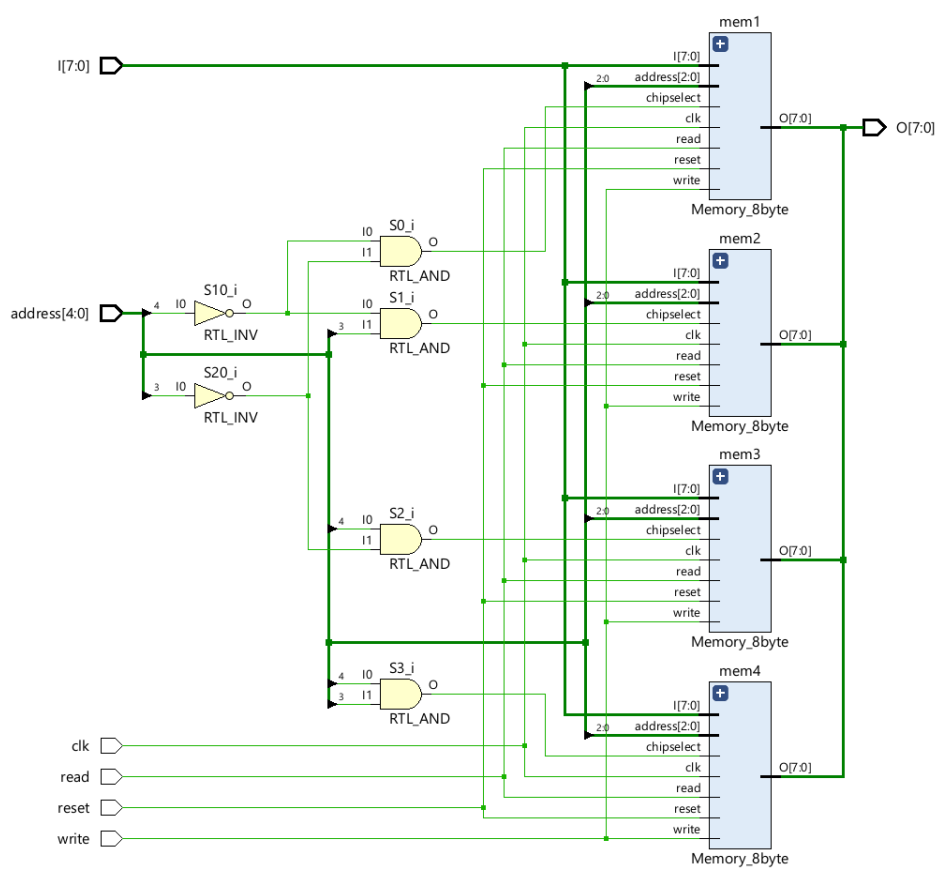 mem1
I[7:0]
I[7:0]
2:0
address[2:0]
chipselect
clk
O[7:0]
O[7:0]
read
reset
write
Memory_8byte
S0_i
I0
O
I1
RTL_AND
mem2
I[7:0]
2:0
address[2:0]
chipselect
clk
O[7:0]
read
reset
write
Memory_8byte
address[4:0]
4
I0
S10_i
O
RTL_INV
S1_i
I0
3
I1
O
RTL_AND
3
I0
S20_i
O
RTL_INV
mem3
I[7:0]
2:0
address[2:0]
chipselect
clk
O[7:0]
read
reset
write
Memory_8byte
S2_i
4
I0
O
I1
RTL_AND
S3_i
4
I0
O
3
I1
RTL_AND
mem4
I[7:0]
2:0
address[2:0]
chipselect
clk
O[7:0]
read
reset
write
Memory_8byte
clk
read
reset
write